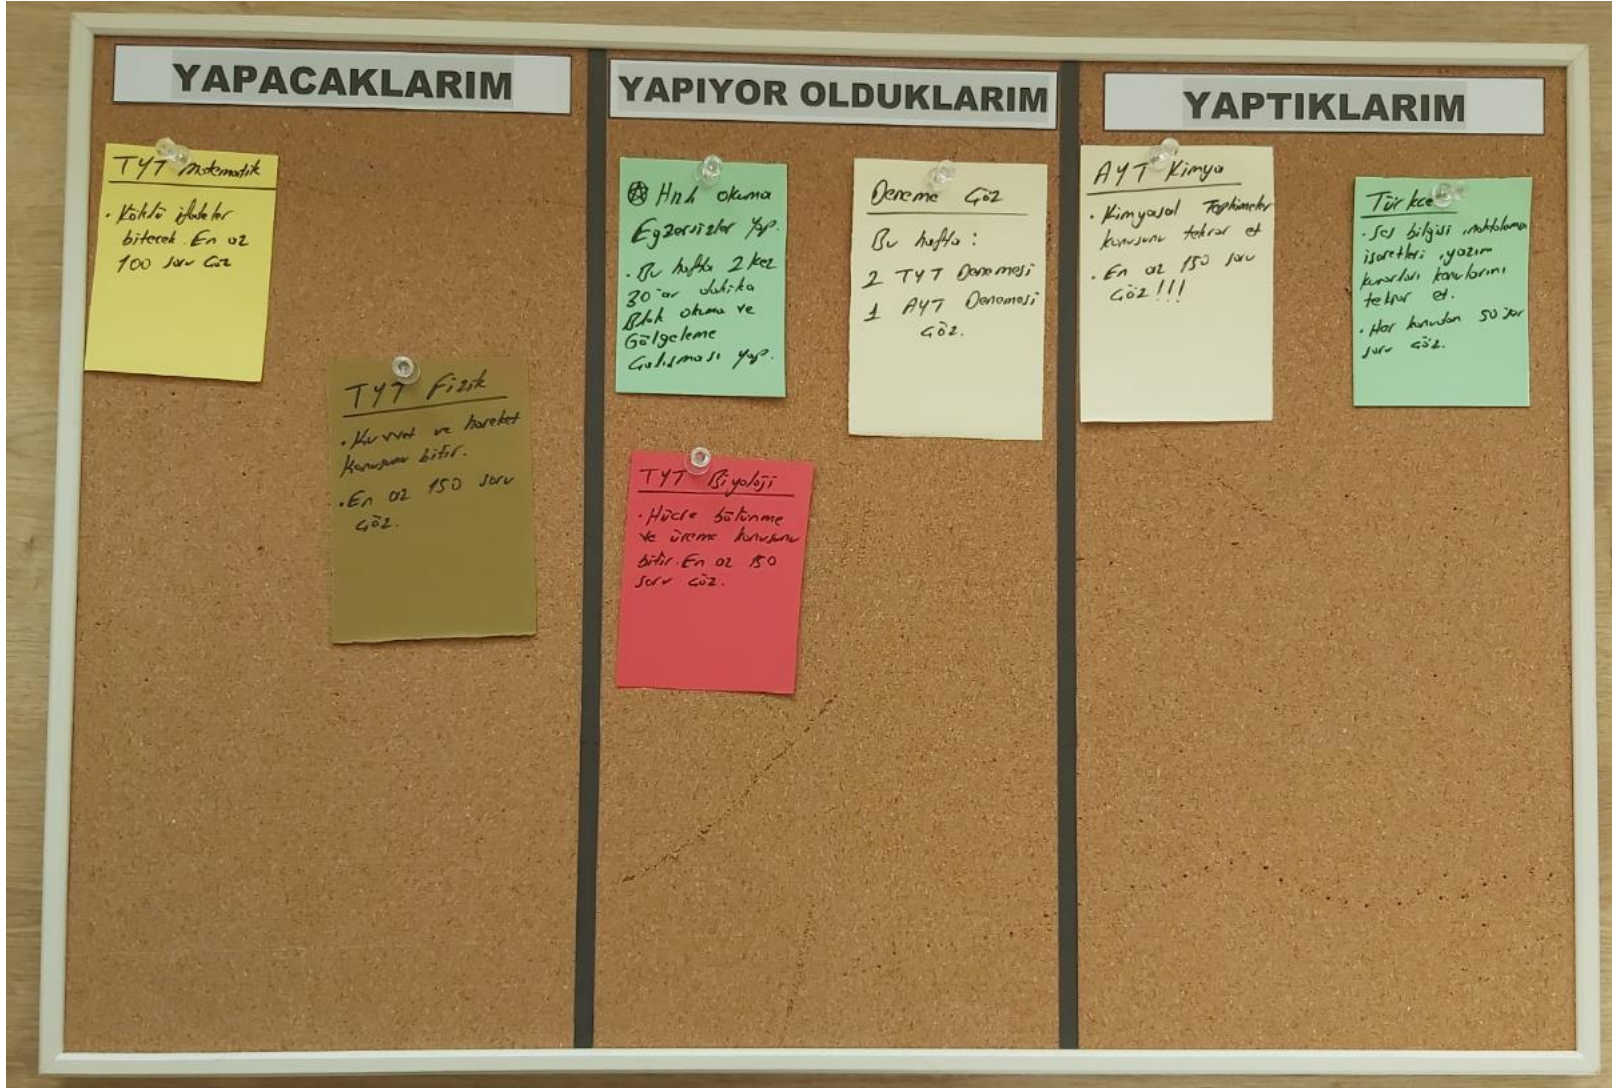 YAPACAKLARIM
TYT Matematik
• Köklü ifadeler
bitecek. En az
100 soru Çöz
TYT Fizik
• Kuvvet ve hareket
konusunu bitir.
• En az 150 soru
Çöz.
YAPIYOR OLDUKLARIM
Hızlı okuma
Egzersizler Yap.
• Bu hafta 2 kez
30'ar dakika
Blok okuma ve
Gölgeleme
Çalışması Yap.
Deneme Çöz
Bu hafta :
2 TYT Denemesi
1 AYT Denemesi
Çöz.
TYT Biyoloji
• Hücre bölünme
ve üreme konusunu
bitir. En az 150
soru Çöz.
YAPTIKLARIM
AYT Kimya
• Kimyasal Tepkimeler
konusunu tekrar et
• En az 150 soru
Çöz!!!
Türkçe
• Ses bilgisi, noktalama
işaretleri, yazım
kuralları konularını
tekrar et.
• Her konudan 50'şer
soru Çöz.